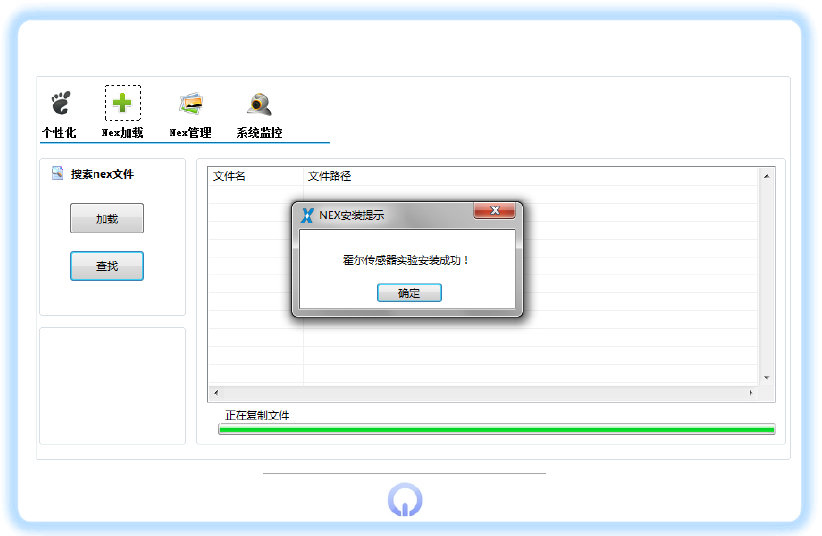 个性化 Nex加载 Nex管理 系统监控
搜索nex文件
加载
查找
文件名 文件路径
NEX安装提示
霍尔传感器实验安装成功！
确定
正在复制文件